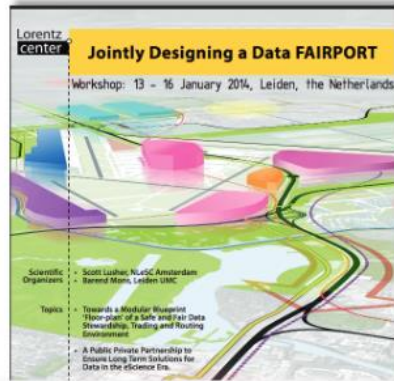 Lorentz
center
Jointly Designing a Data FAIRPORT
Workshop: 13 - 16 January 2014, Leiden, the Netherlands
Scientific
Organizers
• Scott Lusher, NLeSC Amsterdam
• Barend Mons, Leiden UMC
Topics
• Towards a Modular Blueprint
'Floor-plan' of a Safe and Fair Data
Stewardship, Trading and Routing
Environment
• A Public Private Partnership to
Ensure Long Term Solutions for
Data in the eScience Era.